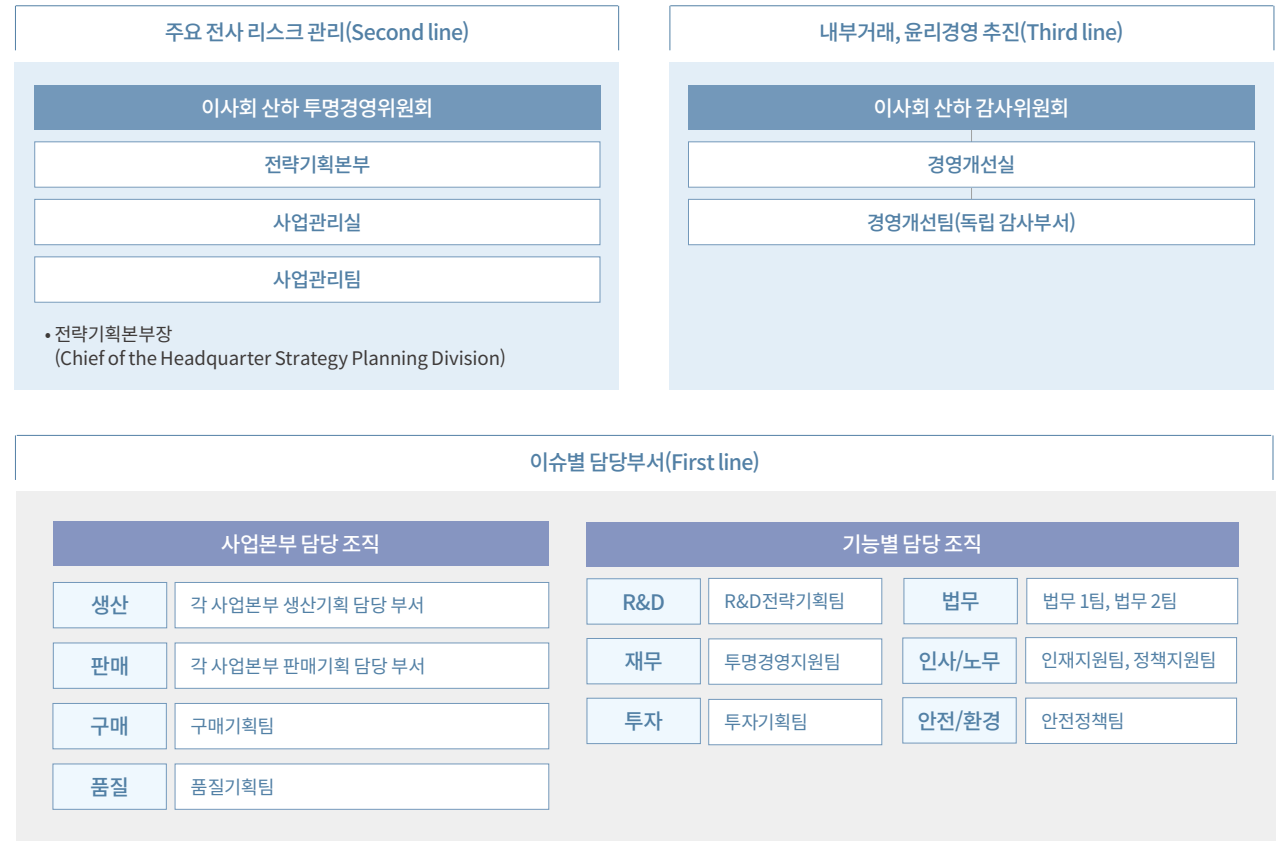 주요 전사 리스크 관리(Second line)
이사회 산하 투명경영위원회
전략기획본부
사업관리실
사업관리팀
• 전략기획본부장
(Chief of the Headquarter Strategy Planning Division)
내부거래, 윤리경영 추진(Third line)
이사회 산하 감사위원회
경영개선실
경영개선팀(독립 감사부서)
이슈별 담당부서(First line)
사업본부 담당 조직
생산
각 사업본부 생산기획 담당 부서
판매
각 사업본부 판매기획 담당 부서
구매
구매기획팀
품질
품질기획팀
기능별 담당 조직
R&D
R&D전략기획팀
법무
법무 1팀, 법무 2팀
재무
투명경영지원팀
인사/노무
인재지원팀, 정책지원팀
투자
투자기획팀
안전/환경
안전정책팀